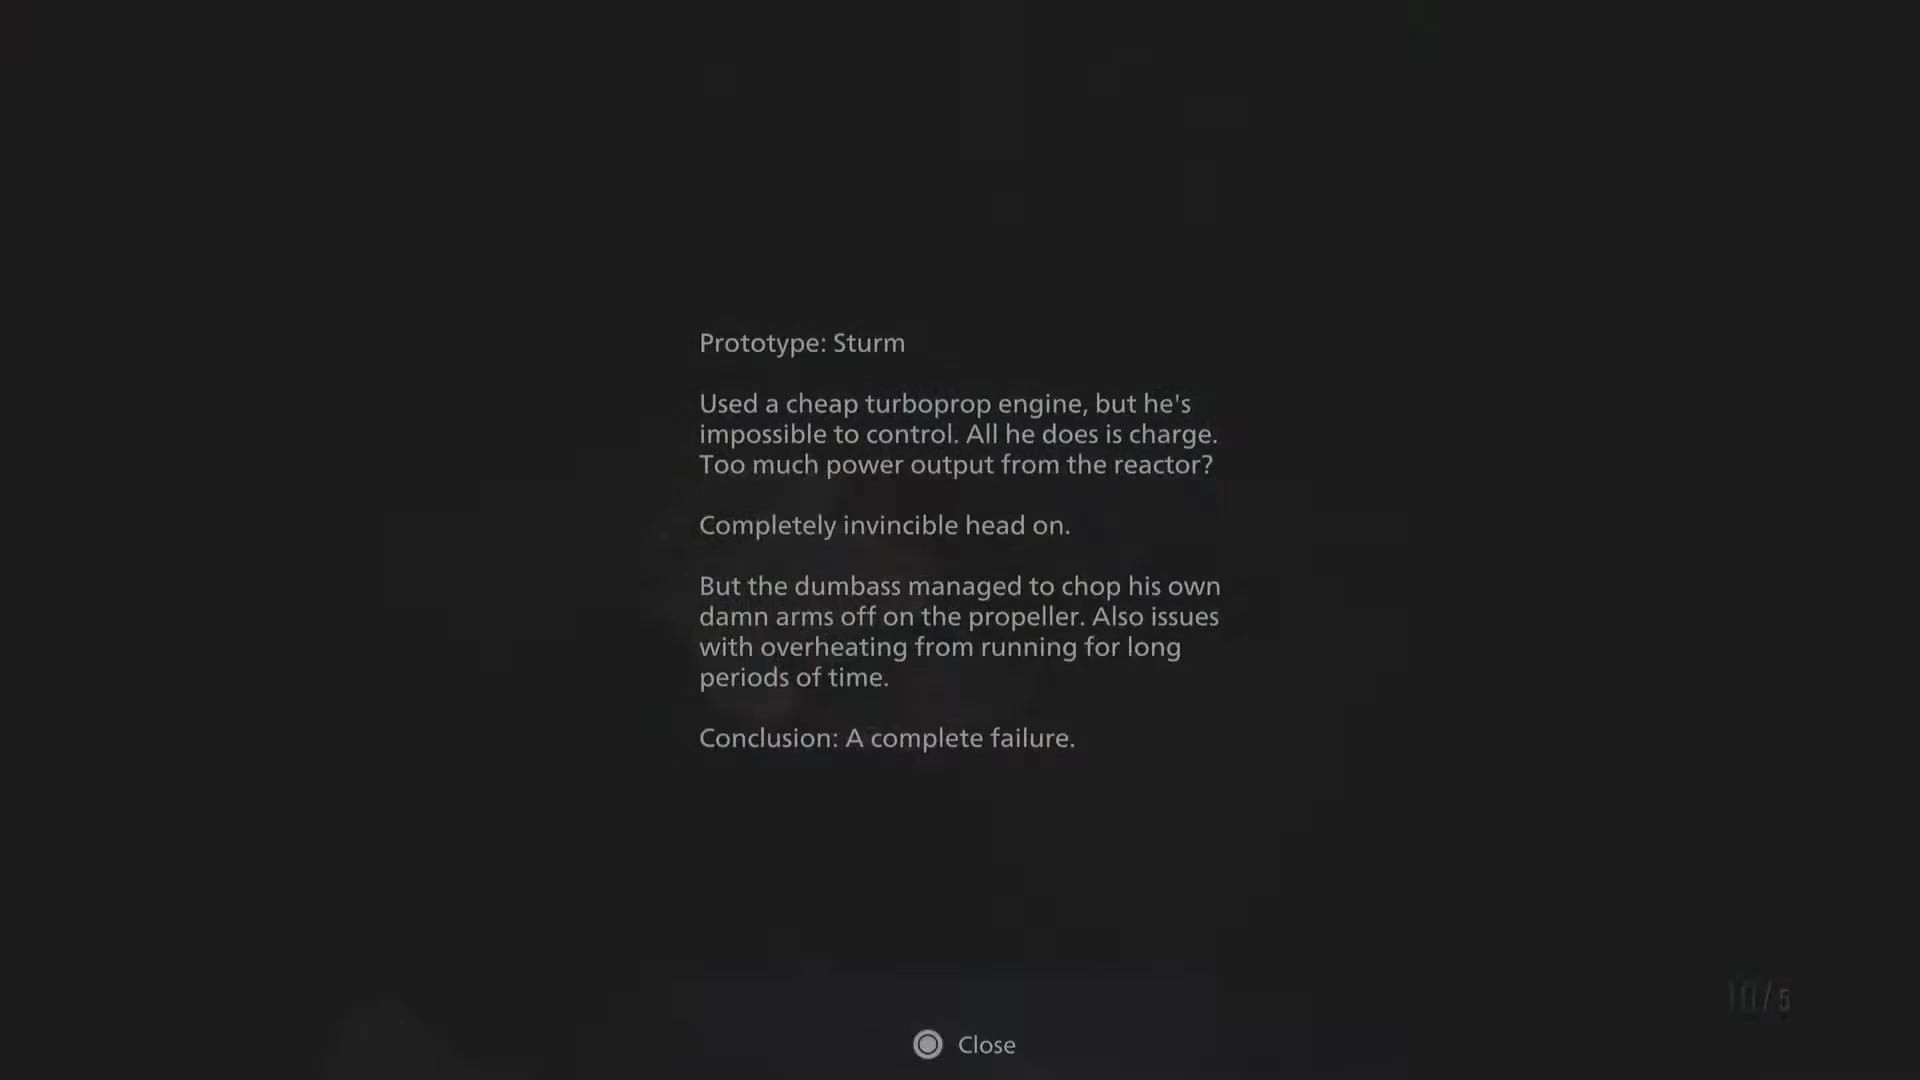 Prototype: Sturm
Used a cheap turboprop engine, but he's
impossible to control. All he does is charge.
Too much power output from the reactor?
Completely invincible head on.
But the dumbass managed to chop his own
damn arms off on the propeller. Also issues
with overheating from running for long
periods of time.
Conclusion: A complete failure.
10/5
Close